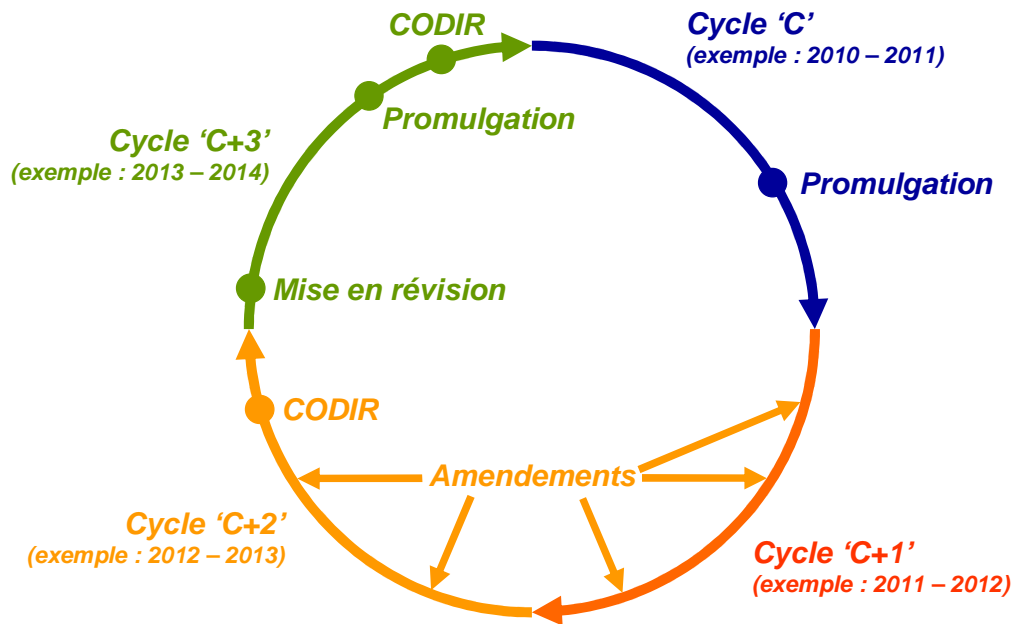 CODIR
Cycle ‘C’
(exemple : 2010 – 2011)
Promulgation
Cycle ‘C+3’
(exemple : 2013 – 2014)
Promulgation
Mise en révision
CODIR
Amendements
Cycle ‘C+2’
(exemple : 2012 – 2013)
Cycle ‘C+1’
(exemple : 2011 – 2012)